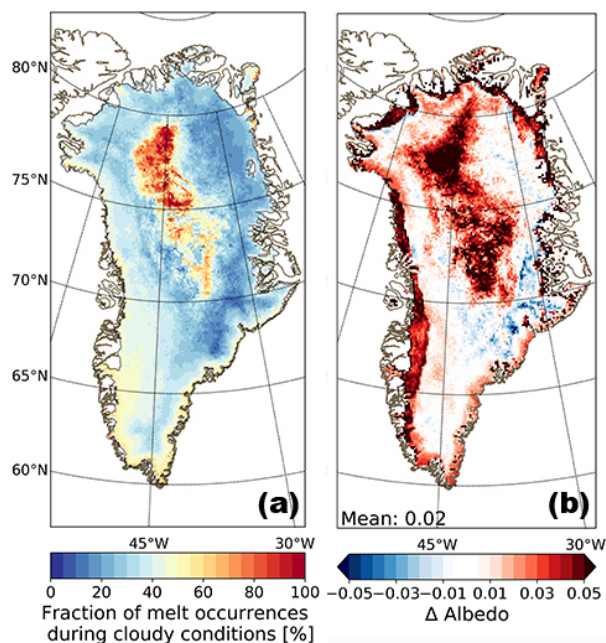 80°N
75°N
70°N
65°N
60°N
(a)
(b)
Mean: 0.02
45°W 30°W
45°W 30°W
0 20 40 60 80 100
−0.05 −0.03 −0.01 0.01 0.03 0.05
Fraction of melt occurrences
during cloudy conditions [%]
Δ Albedo